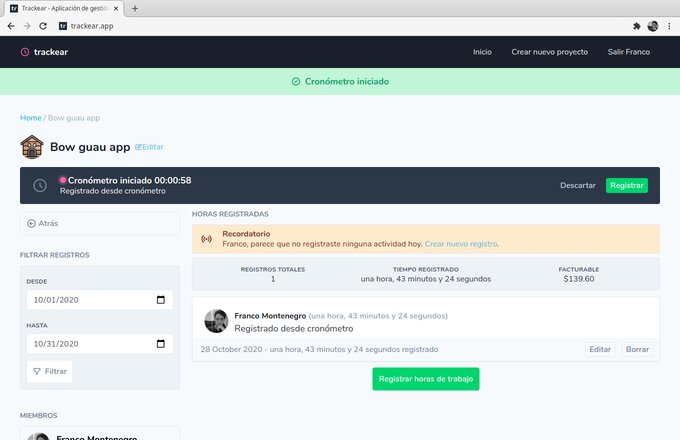 Trackear - Aplicación de gestió
trackear.app
trackear
Inicio
Crear nuevo proyecto
Salir Franco
Cronómetro iniciado
Home / Bow guau app
Bow guau app
Editar
Cronómetro iniciado 00:00:58
Registrado desde cronómetro
Descartar
Registrar
Atrás
HORAS REGISTRADAS
Recordatorio
Franco, parece que no registraste ninguna actividad hoy. Crear nuevo registro.
FILTRAR REGISTROS
DESDE
10/01/2020
HASTA
10/31/2020
Filtrar
REGISTROS TOTALES
1
TIEMPO REGISTRADO
una hora, 43 minutos y 24 segundos
FACTURABLE
$139.60
Franco Montenegro (una hora, 43 minutos y 24 segundos)
Registrado desde cronómetro
28 October 2020 - una hora, 43 minutos y 24 segundos registrado
Editar
Borrar
Registrar horas de trabajo
MIEMBROS
Franco Montenegro